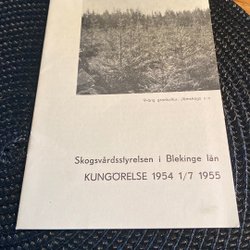 Skogsvårdsstyrelsen i Blekinge län
KUNGÖRELSE 1954 1/7 1955